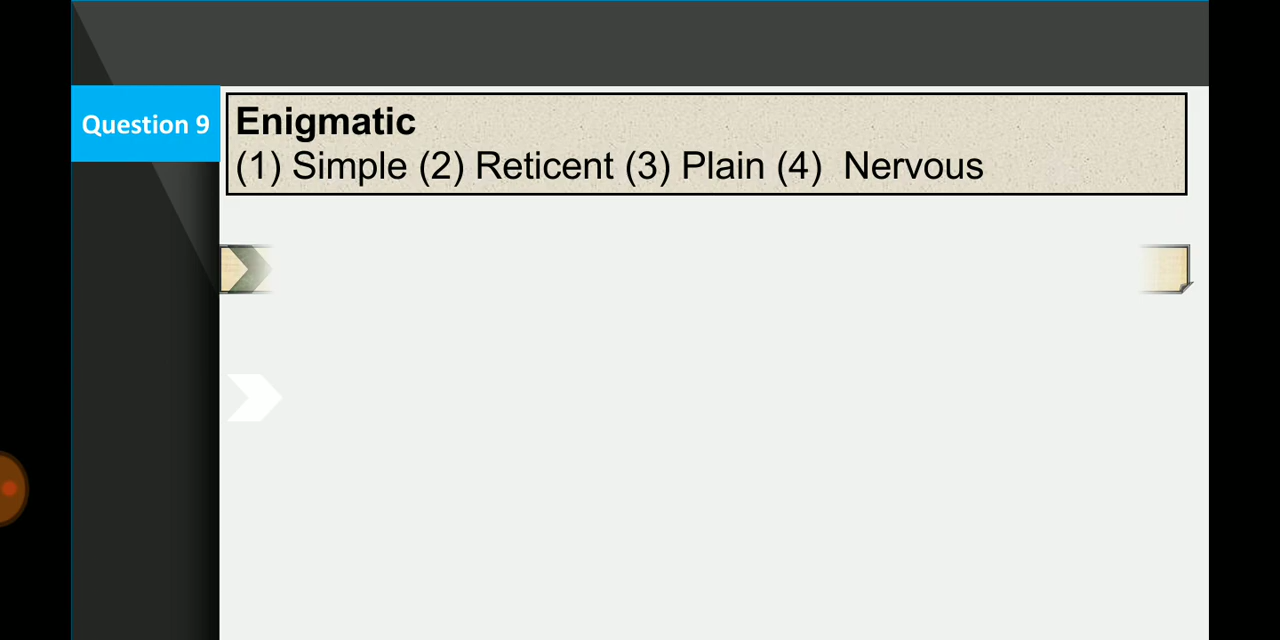 Question 9
Enigmatic
(1) Simple (2) Reticent (3) Plain (4) Nervous